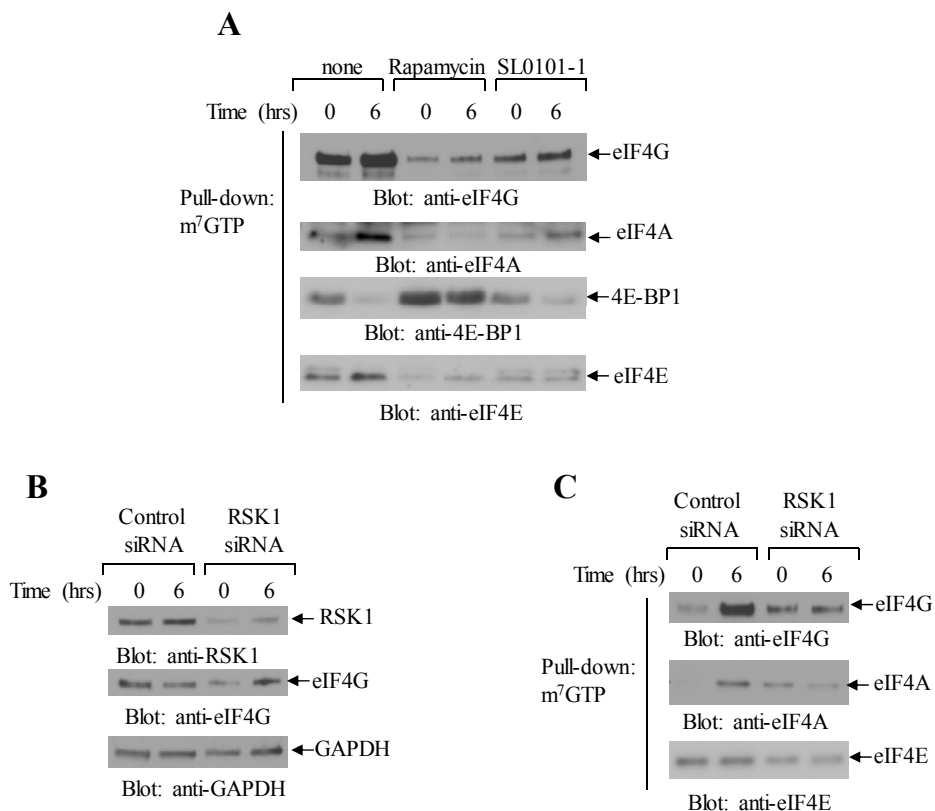 A
none Rapamycin SL0101-1
Time (hrs) 0 6 0 6 0 6
eIF4G
Pull-down:
m⁷GTP
Blot: anti-eIF4G
eIF4A
Blot: anti-eIF4A
4E-BP1
Blot: anti-4E-BP1
eIF4E
Blot: anti-eIF4E
B
Control RSK1
siRNA siRNA
Time (hrs) 0 6 0 6
RSK1
Blot: anti-RSK1
eIF4G
Blot: anti-eIF4G
GAPDH
Blot: anti-GAPDH
C
Control RSK1
siRNA siRNA
Time (hrs) 0 6 0 6
eIF4G
Blot: anti-eIF4G
Pull-down:
m⁷GTP
eIF4A
Blot: anti-eIF4A
eIF4E
Blot: anti-eIF4E